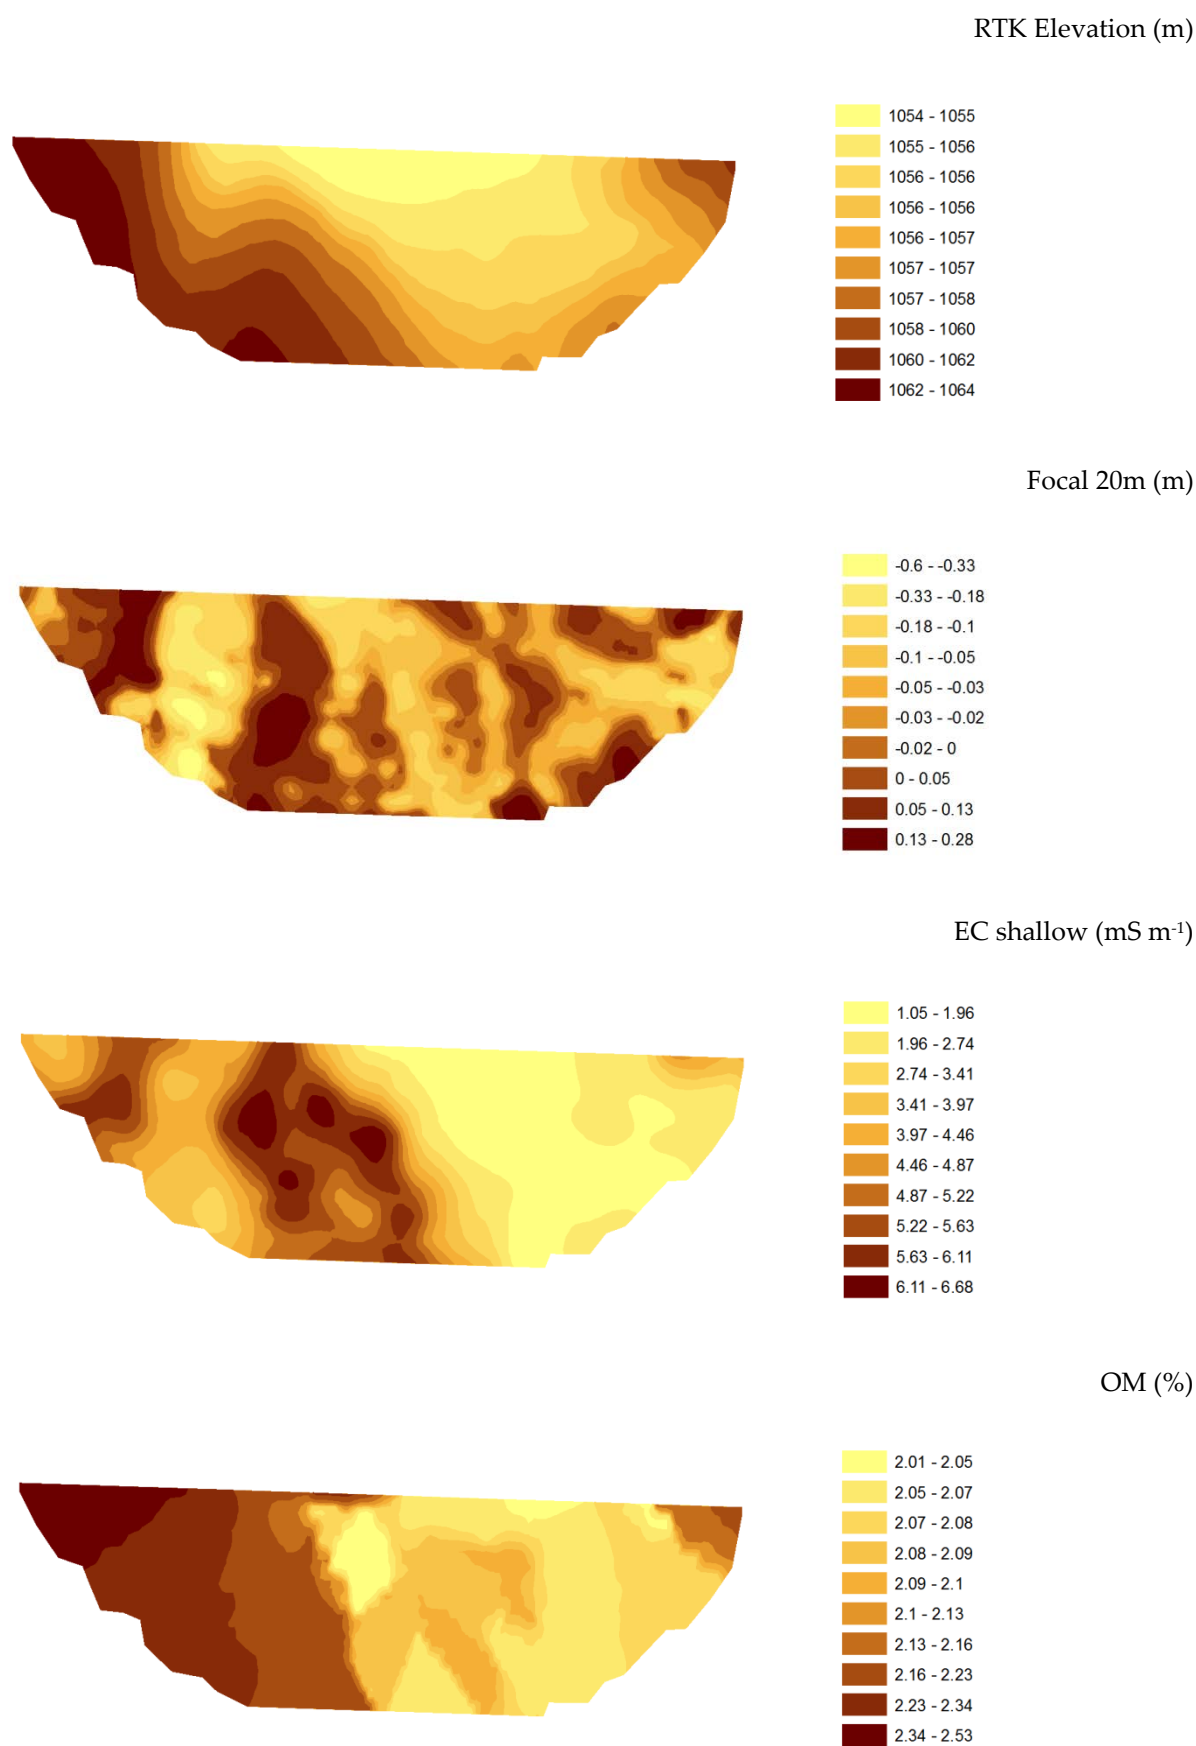 RTK Elevation (m)
1054 - 1055
1055 - 1056
1056 - 1056
1056 - 1056
1056 - 1057
1057 - 1057
1057 - 1058
1058 - 1060
1060 - 1062
1062 - 1064
Focal 20m (m)
-0.6 - -0.33
-0.33 - -0.18
-0.18 - -0.1
-0.1 - -0.05
-0.05 - -0.03
-0.03 - -0.02
-0.02 - 0
0 - 0.05
0.05 - 0.13
0.13 - 0.28
EC shallow (mS m⁻¹)
1.05 - 1.96
1.96 - 2.74
2.74 - 3.41
3.41 - 3.97
3.97 - 4.46
4.46 - 4.87
4.87 - 5.22
5.22 - 5.63
5.63 - 6.11
6.11 - 6.68
OM (%)
2.01 - 2.05
2.05 - 2.07
2.07 - 2.08
2.08 - 2.09
2.09 - 2.1
2.1 - 2.13
2.13 - 2.16
2.16 - 2.23
2.23 - 2.34
2.34 - 2.53